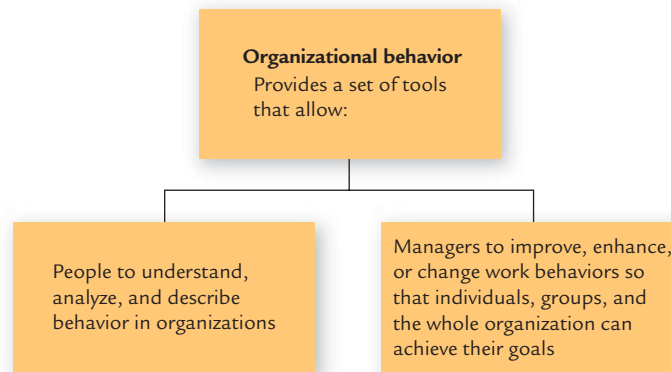 Organizational behavior
Provides a set of tools
that allow:
People to understand,
analyze, and describe
behavior in organizations
Managers to improve, enhance,
or change work behaviors so
that individuals, groups, and
the whole organization can
achieve their goals